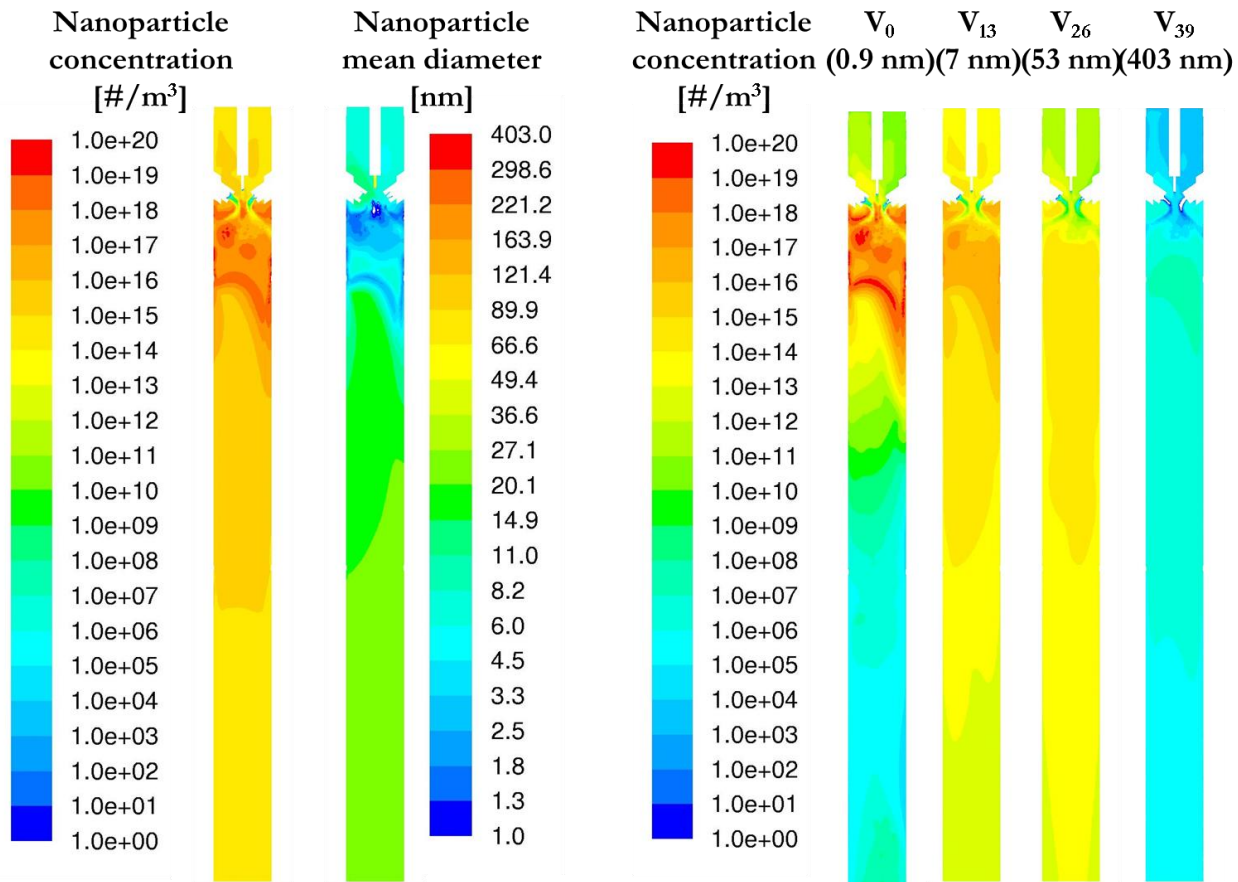 Nanoparticle
concentration
[#/m³]
1.0e+20
1.0e+19
1.0e+18
1.0e+17
1.0e+16
1.0e+15
1.0e+14
1.0e+13
1.0e+12
1.0e+11
1.0e+10
1.0e+09
1.0e+08
1.0e+07
1.0e+06
1.0e+05
1.0e+04
1.0e+03
1.0e+02
1.0e+01
1.0e+00
Nanoparticle
mean diameter
[nm]
403.0
298.6
221.2
163.9
121.4
89.9
66.6
49.4
36.6
27.1
20.1
14.9
11.0
8.2
6.0
4.5
3.3
2.5
1.8
1.3
1.0
Nanoparticle
concentration
[#/m³]
1.0e+20
1.0e+19
1.0e+18
1.0e+17
1.0e+16
1.0e+15
1.0e+14
1.0e+13
1.0e+12
1.0e+11
1.0e+10
1.0e+09
1.0e+08
1.0e+07
1.0e+06
1.0e+05
1.0e+04
1.0e+03
1.0e+02
1.0e+01
1.0e+00
V₀
(0.9 nm)
V₁₃
(7 nm)
V₂₆
(53 nm)
V₃₉
(403 nm)